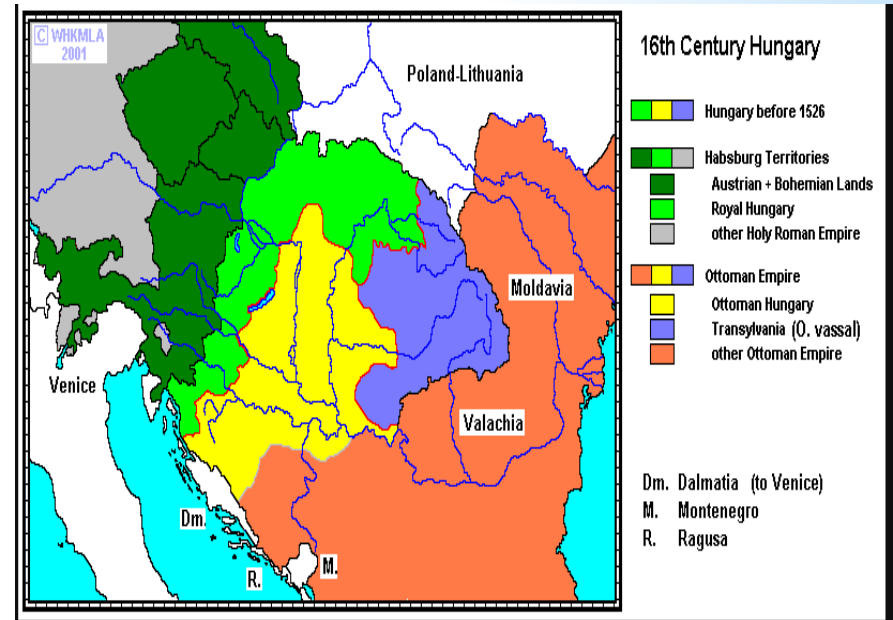 © WHKMLA
2001
Poland-Lithuania
Moldavia
Venice
Valachia
Dm.
R.
M.
16th Century Hungary
Hungary before 1526
Habsburg Territories
Austrian + Bohemian Lands
Royal Hungary
other Holy Roman Empire
Ottoman Empire
Ottoman Hungary
Transylvania (O. vassal)
other Ottoman Empire
Dm. Dalmatia (to Venice)
M. Montenegro
R. Ragusa